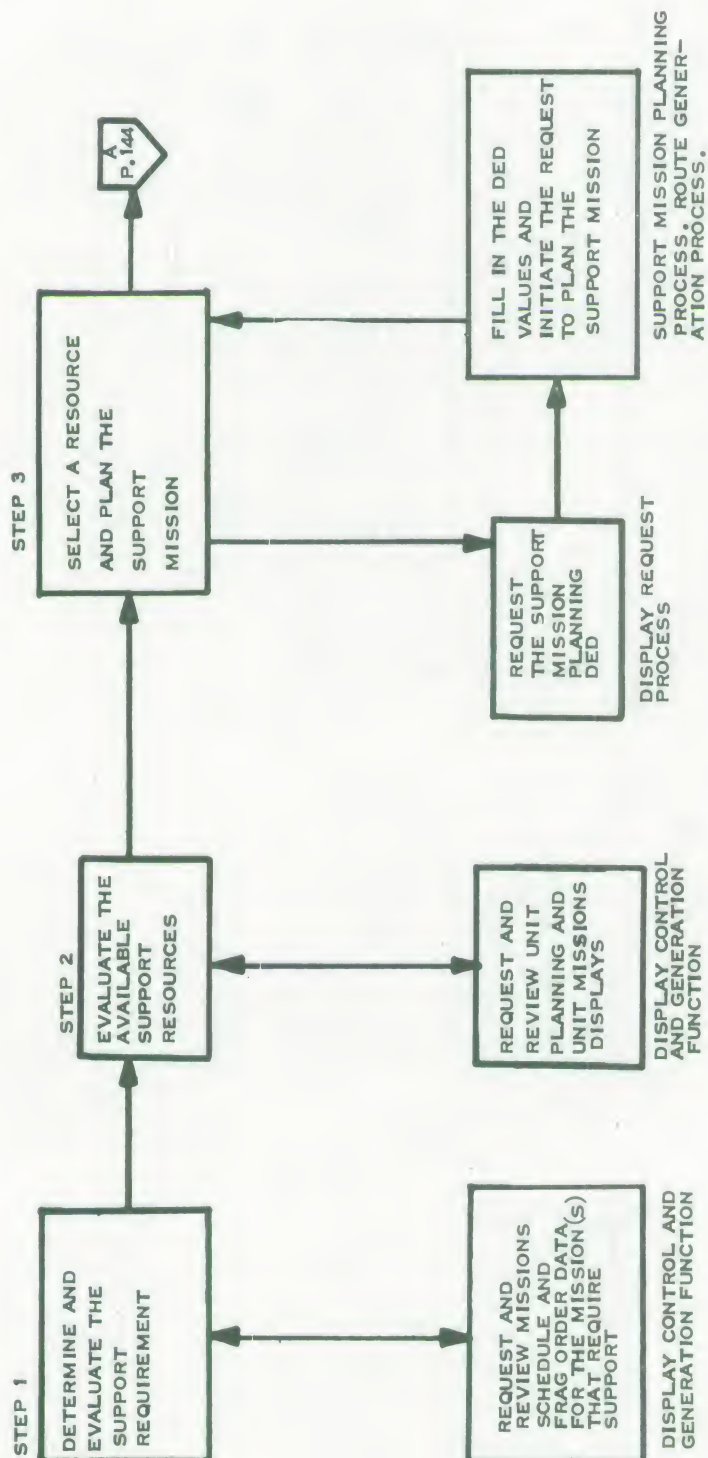 STEP 1
DETERMINE AND
EVALUATE THE
SUPPORT
REQUIREMENT
REQUEST AND
REVIEW MISSIONS
SCHEDULE AND
FRAG ORDER DATA,
FOR THE MISSION(S)
THAT REQUIRE
SUPPORT
DISPLAY CONTROL AND
GENERATION FUNCTION
STEP 2
EVALUATE THE
AVAILABLE
SUPPORT
RESOURCES
REQUEST AND
REVIEW UNIT
PLANNING AND
UNIT MISSIONS
DISPLAYS
DISPLAY CONTROL
AND GENERATION
FUNCTION
STEP 3
SELECT A RESOURCE
AND PLAN THE
SUPPORT
MISSION
REQUEST
THE SUPPORT
MISSION
PLANNING
DED
DISPLAY REQUEST
PROCESS
FILL IN THE DED
VALUES AND
INITIATE THE REQUEST
TO PLAN THE
SUPPORT MISSION
SUPPORT MISSION PLANNING
PROCESS. ROUTE GENER-
ATION PROCESS.
A
P.144